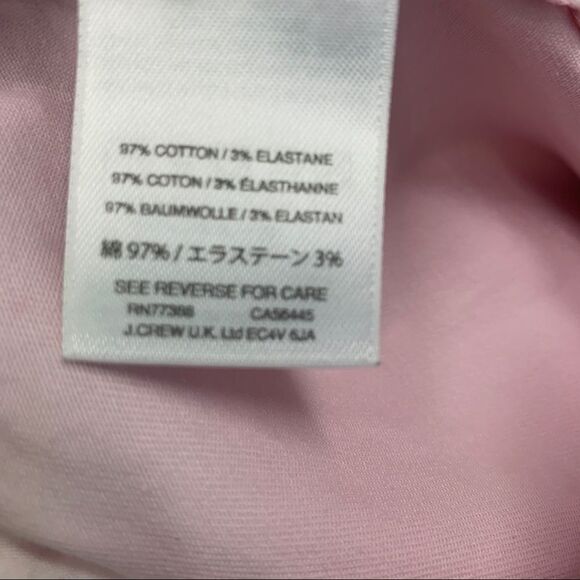 97% COTTON / 3% ELASTANE
97% COTON / 3% ÉLASTHANNE
97% BAUMWOLLE / 3% ELASTAN
綿 97% / エラステーン 3%
SEE REVERSE FOR CARE
RN77388 CA56445
J.CREW U.K. Ltd EC4V 6JA